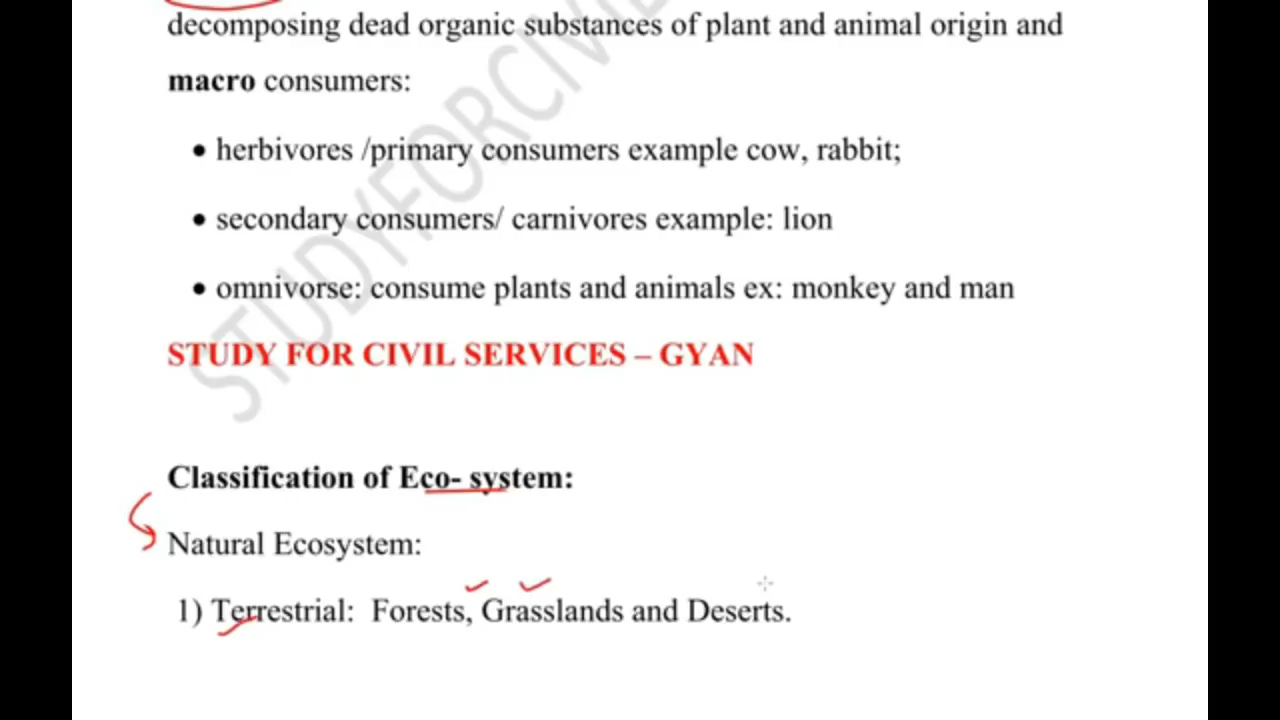 decomposing dead organic substances of plant and animal origin and
macro consumers:
• herbivores /primary consumers example cow, rabbit;
• secondary consumers/ carnivores example: lion
• omnivorse: consume plants and animals ex: monkey and man
STUDY FOR CIVIL SERVICES – GYAN
Classification of Eco- system:
Natural Ecosystem:
1) Terrestrial: Forests, Grasslands and Deserts.
STUDYFORCIVI